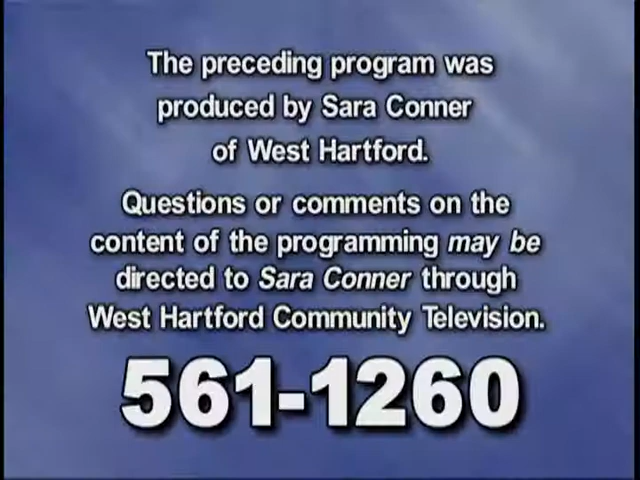 The preceding program was
produced by Sara Conner
of West Hartford.
Questions or comments on the
content of the programming may be
directed to Sara Conner through
West Hartford Community Television.
561-1260